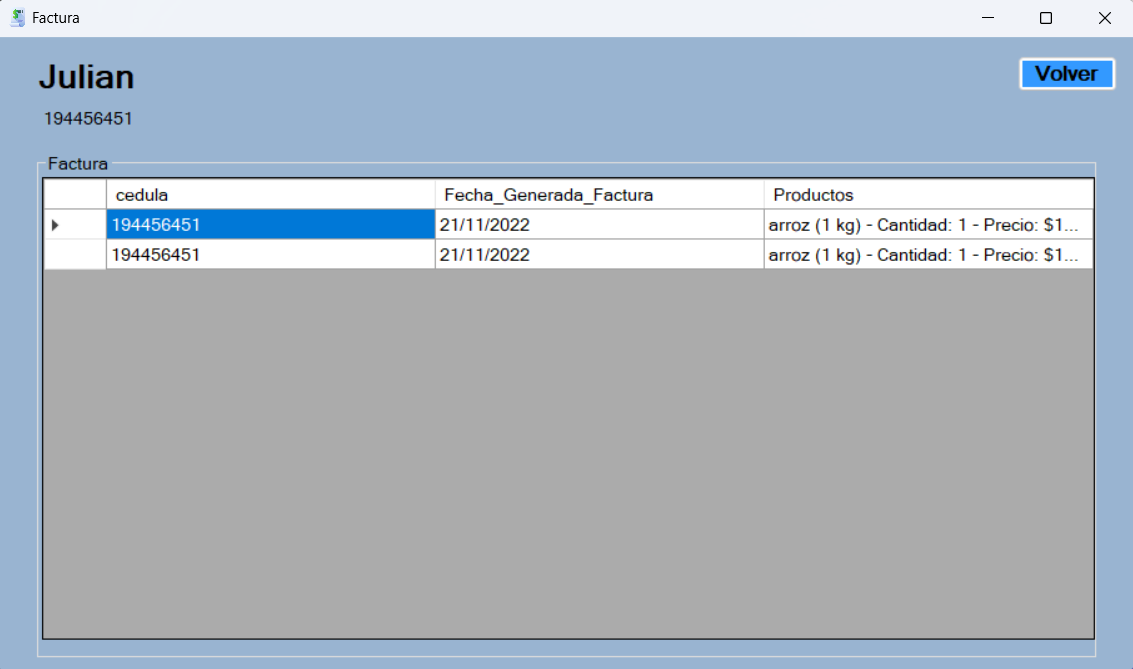 Factura
Julian
Volver
194456451
Factura
cedula Fecha_Generada_Factura Productos
194456451 21/11/2022 arroz (1 kg) - Cantidad: 1 - Precio: $1...
194456451 21/11/2022 arroz (1 kg) - Cantidad: 1 - Precio: $1...